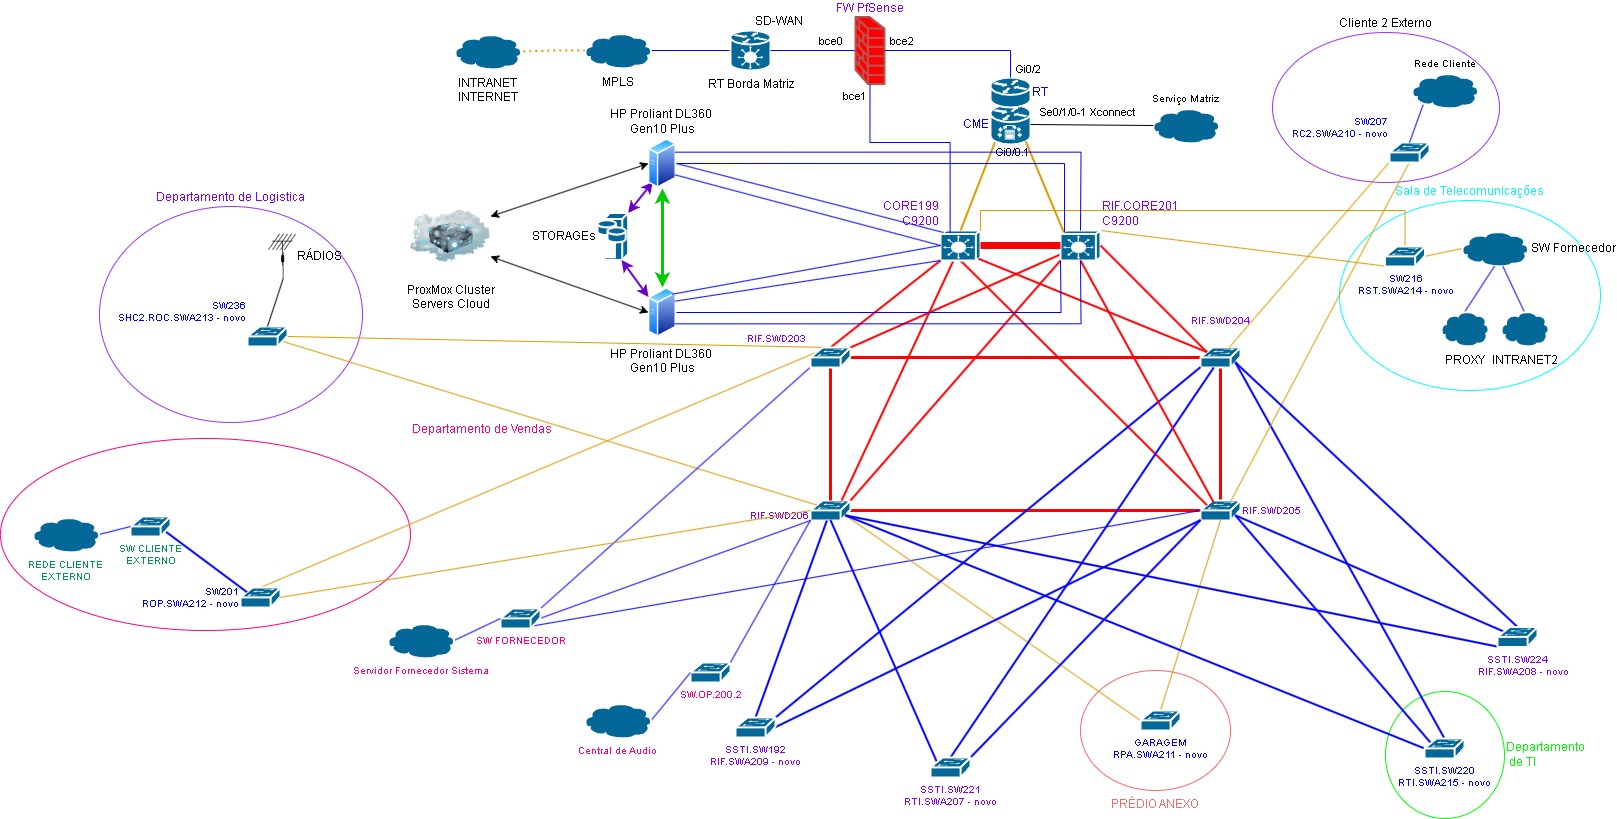 FW PfSense
SD-WAN
Cliente 2 Externo
bce0
bce2
INTRANET
INTERNET
MPLS
RT Borda Matriz
bce1
Gi0/2
RT
Rede Cliente
HP Proliant DL360
Gen10 Plus
CME
Se0/1/0-1 Xconnect
Serviço Matriz
Gi0/0.1
SW207
RC2.SWA210 - novo
Departamento de Logistica
Sala de Telecomunicações
CORE199
C9200
RIF.CORE201
C9200
STORAGEs
RÁDIOS
SW Fornecedor
ProxMox Cluster
Servers Cloud
SW216
RST.SWA214 - novo
SW236
SHC2.ROC.SWA213 - novo
RIF.SWD203
RIF.SWD204
HP Proliant DL360
Gen10 Plus
PROXY
INTRANET2
Departamento de Vendas
RIF.SWD206
RIF.SWD205
SW CLIENTE
EXTERNO
REDE CLIENTE
EXTERNO
SW201
ROP.SWA212 - novo
SW FORNECEDOR
Servidor Fornecedor Sistema
SSTI.SW224
RIF.SWA208 - novo
SW.OP.200.2
Central de Audio
SSTI.SW192
RIF.SWA209 - novo
GARAGEM
RPA.SWA211 - novo
Departamento
de TI
SSTI.SW220
RTI.SWA215 - novo
SSTI.SW221
RTI.SWA207 - novo
PRÉDIO ANEXO